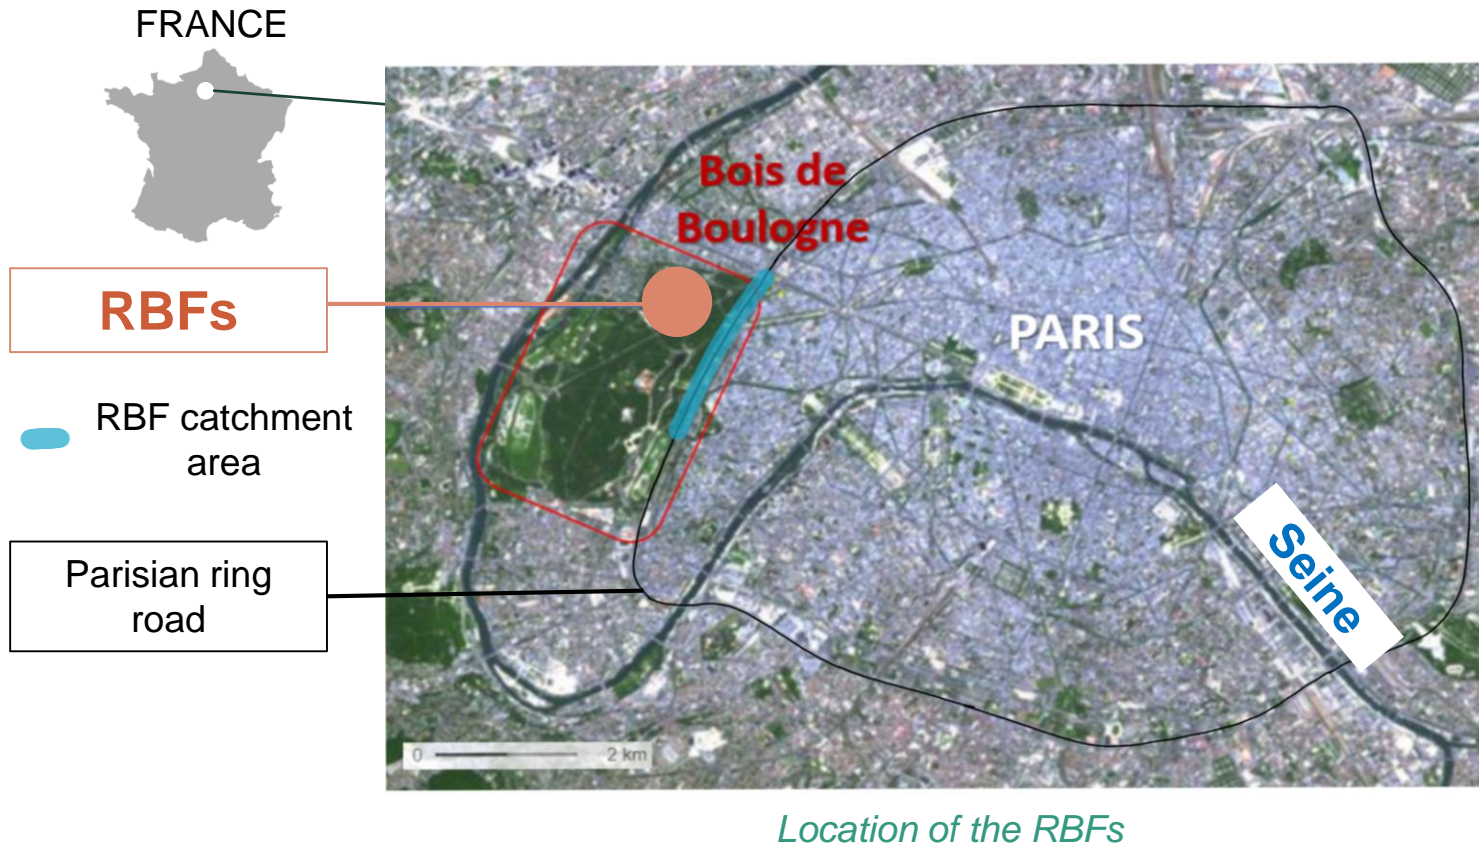 FRANCE
Bois de
Boulogne
RBFs
PARIS
RBF catchment
area
Seine
Parisian ring
road
0 2 km
Location of the RBFs